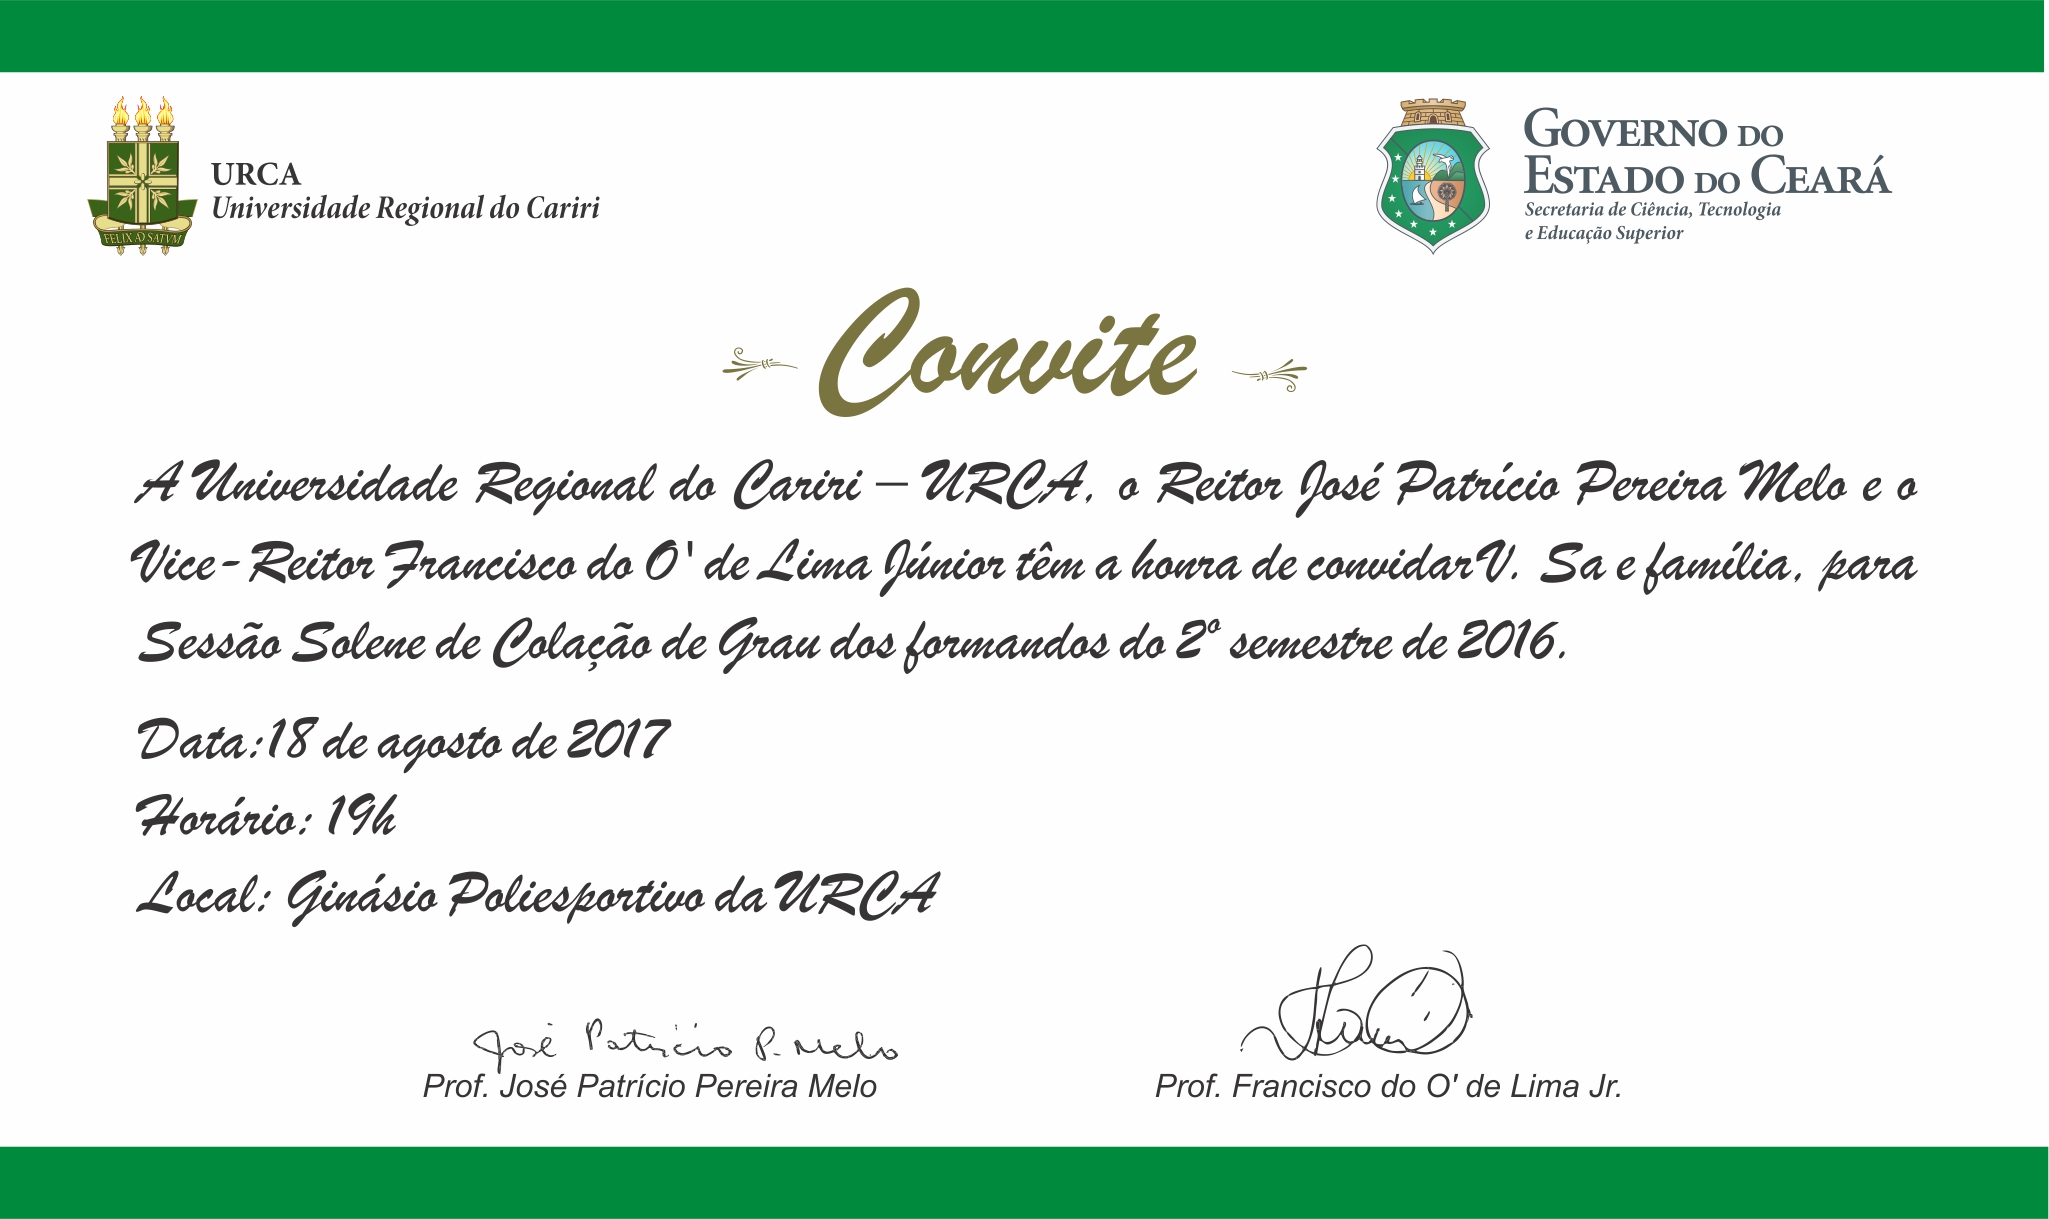 URCA
Universidade Regional do Cariri
FELIX AD SATVM
GOVERNO DO
ESTADO DO CEARÁ
Secretaria de Ciência, Tecnologia
e Educação Superior
Convite
A Universidade Regional do Cariri – URCA, o Reitor José Patrício Pereira Melo e o
Vice-Reitor Francisco do O' de Lima Júnior têm a honra de convidar V. Sa e família, para
Sessão Solene de Colação de Grau dos formandos do 2º semestre de 2016.
Data:18 de agosto de 2017
Horário: 19h
Local: Ginásio Poliesportivo da URCA
José Patrício P. Melo
Prof. José Patrício Pereira Melo
Prof. Francisco do O' de Lima Jr.